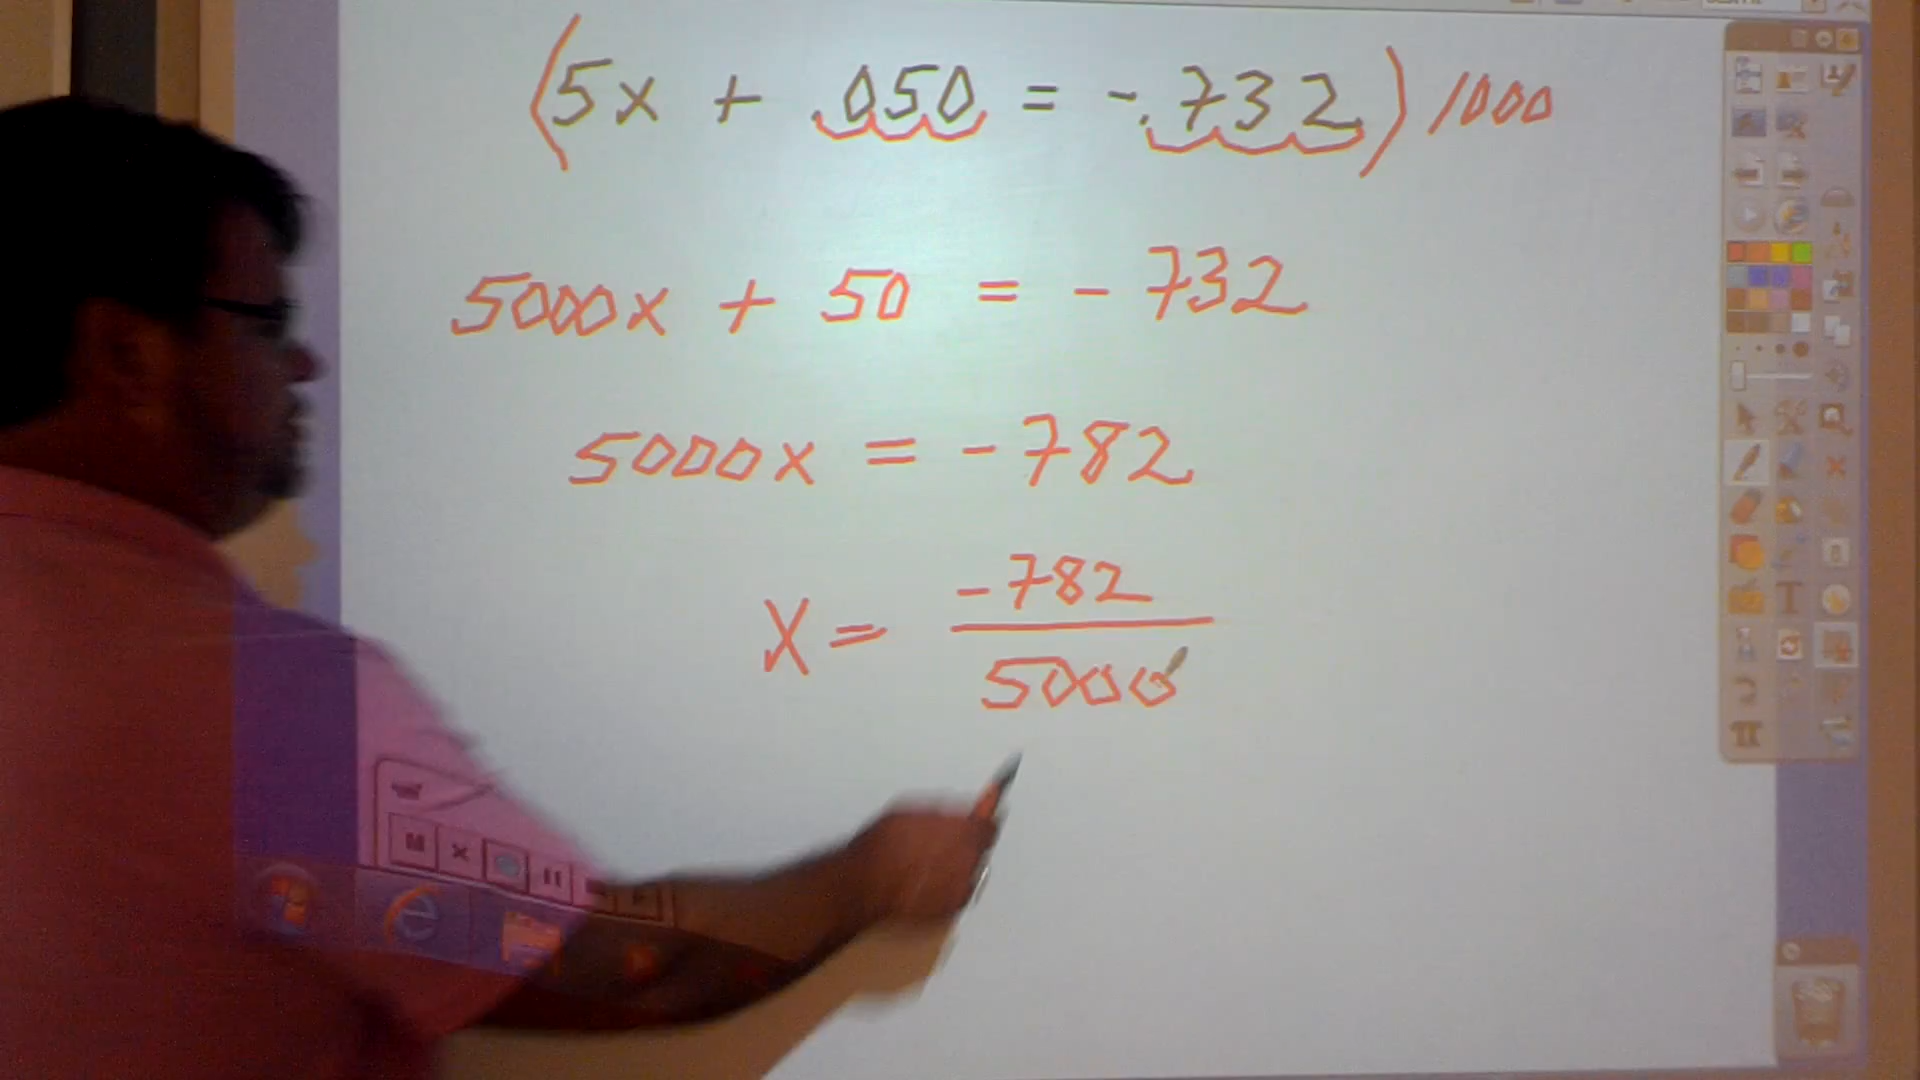 (5x + .050 = -.732) 1000
5000x + 50 = - 732
5000x = - 782
x = -782
5000